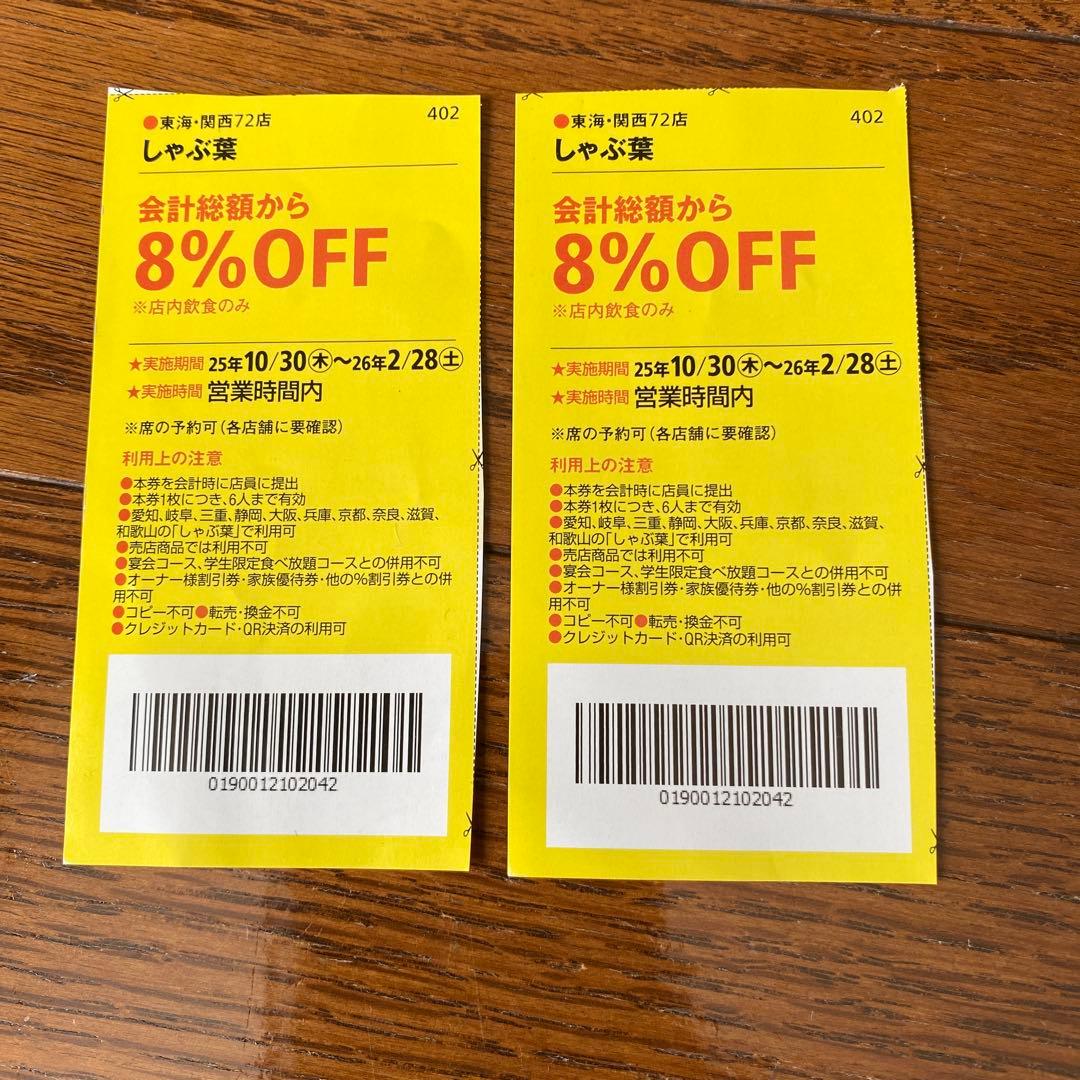 ●東海・関西72店
402
しゃぶ葉
会計総額から
8%OFF
※店内飲食のみ
★実施期間 25年10/30㊍〜26年2/28㊏
★実施時間 営業時間内
※席の予約可(各店舗に要確認)
利用上の注意
●本券を会計時に店員に提出
●本券1枚につき、6人まで有効
●愛知、岐阜、三重、静岡、大阪、兵庫、京都、奈良、滋賀、
和歌山の「しゃぶ葉」で利用可
●売店商品では利用不可
●宴会コース、学生限定食べ放題コースとの併用不可
●オーナー様割引券・家族優待券・他の%割引券との併
用不可
●コピー不可●転売・換金不可
●クレジットカード・QR決済の利用可
0190012102042
●東海・関西72店
402
しゃぶ葉
会計総額から
8%OFF
※店内飲食のみ
★実施期間 25年10/30㊍〜26年2/28㊏
★実施時間 営業時間内
※席の予約可(各店舗に要確認)
利用上の注意
●本券を会計時に店員に提出
●本券1枚につき、6人まで有効
●愛知、岐阜、三重、静岡、大阪、兵庫、京都、奈良、滋賀、
和歌山の「しゃぶ葉」で利用可
●売店商品では利用不可
●宴会コース、学生限定食べ放題コースとの併用不可
●オーナー様割引券・家族優待券・他の%割引券との併
用不可
●コピー不可●転売・換金不可
●クレジットカード・QR決済の利用可
0190012102042